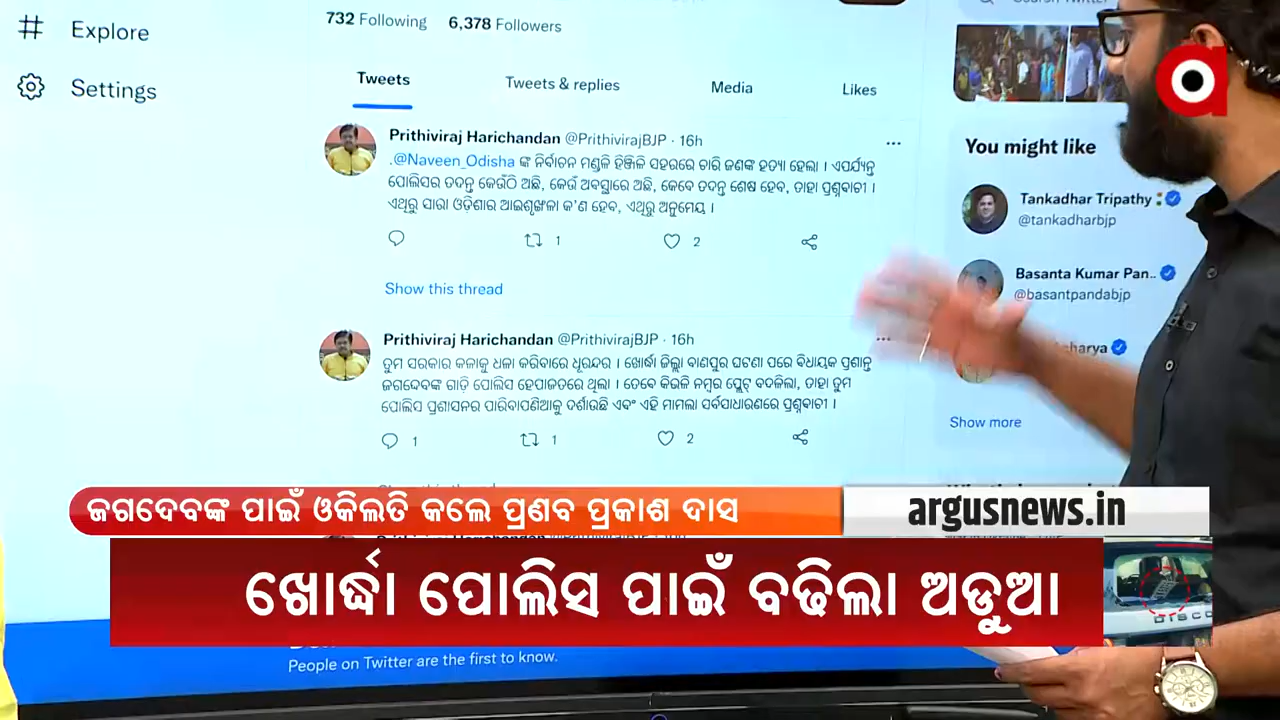 Explore
Settings
732 Following 6,378 Followers
Tweets
Tweets & replies
Media
Likes
Prithiviraj Harichandan @PrithivirajBJP · 16h
.@Naveen_Odisha ଙ୍କ ନିର୍ବାଚନ ମଣ୍ଡଳି ହିଞ୍ଜିଳି ସହରରେ ଚାରି ଜଣଙ୍କ ହତ୍ୟା ହେଲା । ଏପର୍ଯ୍ୟନ୍ତ
ପୋଲିସର ତଦନ୍ତ କେଉଁଠି ଅଛି, କେଉଁ ଅବସ୍ଥାରେ ଅଛି, କେବେ ତଦନ୍ତ ଶେଷ ହେବ, ତାହା ପ୍ରଶ୍ନବାଚୀ ।
ଏଥିରୁ ସାରା ଓଡ଼ିଶାର ଆଇଶୃଙ୍ଖଳା କ'ଣ ହେବ, ଏଥିରୁ ଅନୁମେୟ ।
1
2
Show this thread
Prithiviraj Harichandan @PrithivirajBJP · 16h
ତୁମ ସରକାର କଳାକୁ ଧଳା କରିବାରେ ଧୂରନ୍ଦର । ଖୋର୍ଦ୍ଧା ଜିଲ୍ଲା ବାଣପୁର ଘଟଣା ପରେ ବିଧାୟକ ପ୍ରଶାନ୍ତ
ଜଗଦ୍ଦେବଙ୍କ ଗାଡ଼ି ପୋଲିସ ହେପାଜତରେ ଥିଲା । ତେବେ କିଭଳି ନମ୍ବର ପ୍ଲେଟ୍ ବଦଳିଲା, ତାହା ତୁମ
ପୋଲିସ ପ୍ରଶାସନର ପାରିବାପଣିଆକୁ ଦର୍ଶାଉଛି ଏବଂ ଏହି ମାମଲା ସର୍ବସାଧାରଣରେ ପ୍ରଶ୍ନବାଚୀ ।
1
1
2
You might like
Tankadhar Tripathy
@tankadharbjp
Basanta Kumar Pan..
@basantpandabjp
Show more
ଜଗଦେବଙ୍କ ପାଇଁ ଓକିଲତି କଲେ ପ୍ରଣବ ପ୍ରକାଶ ଦାସ
argusnews.in
ଖୋର୍ଦ୍ଧା ପୋଲିସ ପାଇଁ ବଢିଲା ଅଡୁଆ
People on Twitter are the first to know.